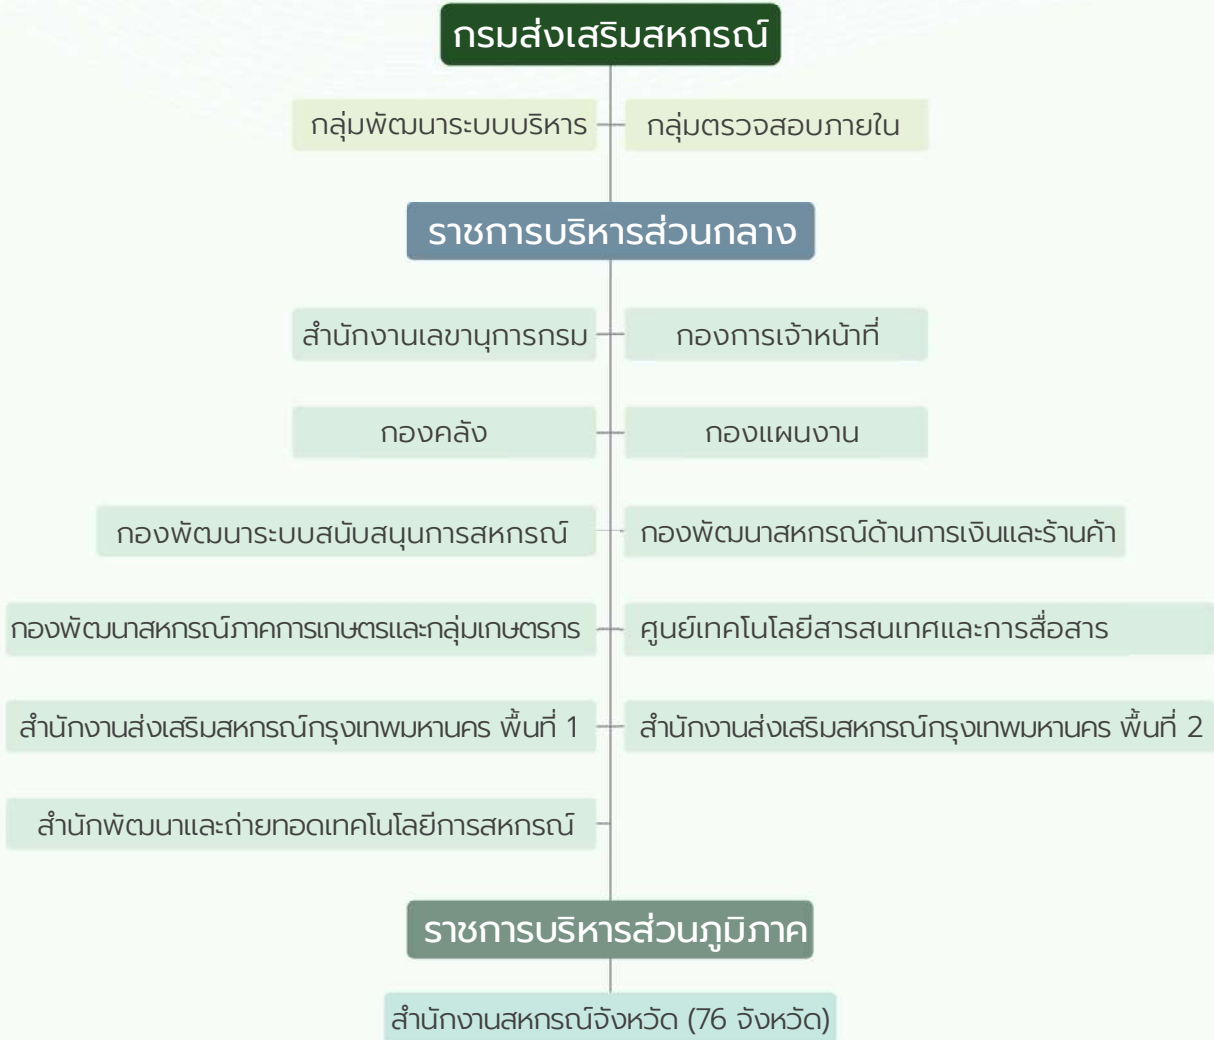 กรมส่งเสริมสหกรณ์
กลุ่มพัฒนาระบบบริหาร
กลุ่มตรวจสอบภายใน
ราชการบริหารส่วนกลาง
สำนักงานเลขานุการกรม
กองการเจ้าหน้าที่
กองคลัง
กองแผนงาน
กองพัฒนาระบบสนับสนุนการสหกรณ์
กองพัฒนาสหกรณ์ด้านการเงินและร้านค้า
กองพัฒนาสหกรณ์ภาคการเกษตรและกลุ่มเกษตรกร
ศูนย์เทคโนโลยีสารสนเทศและการสื่อสาร
สำนักงานส่งเสริมสหกรณ์กรุงเทพมหานคร พื้นที่ 1
สำนักงานส่งเสริมสหกรณ์กรุงเทพมหานคร พื้นที่ 2
สำนักพัฒนาและถ่ายทอดเทคโนโลยีการสหกรณ์
ราชการบริหารส่วนภูมิภาค
สำนักงานสหกรณ์จังหวัด (76 จังหวัด)